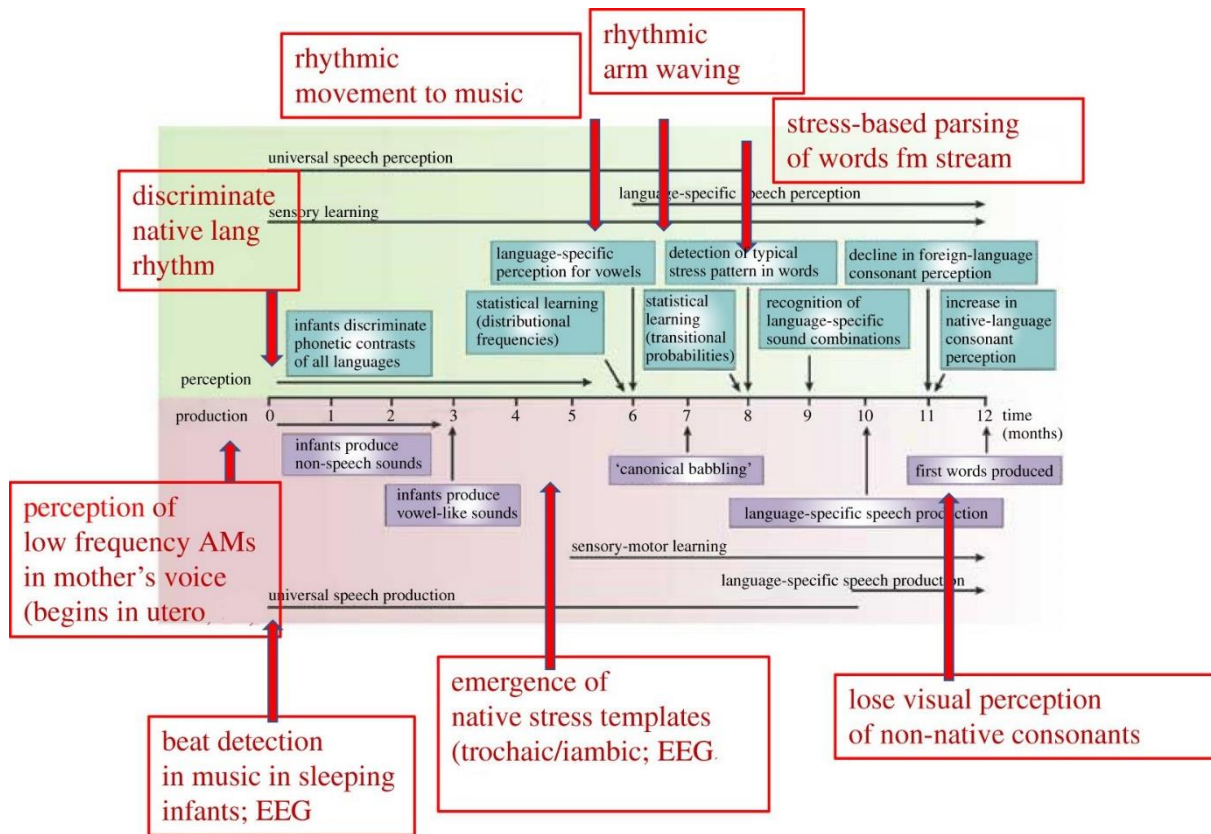 rhythmic
movement to music
rhythmic
arm waving
stress-based parsing
of words fm stream
discriminate
native lang
rhythm
universal speech perception
language-specific speech perception
sensory learning
language-specific
perception for vowels
detection of typical
stress pattern in words
decline in foreign-language
consonant perception
statistical learning
(distributional
frequencies)
statistical
learning
(transitional
probabilities)
recognition of
language-specific
sound combinations
increase in
native-language
consonant
perception
infants discriminate
phonetic contrasts
of all languages
perception
production
0 1 2 3 4 5 6 7 8 9 10 11 12
time
(months)
infants produce
non-speech sounds
infants produce
vowel-like sounds
‘canonical babbling’
first words produced
language-specific speech production
sensory-motor learning
language-specific speech production
universal speech production
perception of
low frequency AMs
in mother’s voice
(begins in utero
beat detection
in music in sleeping
infants; EEG
emergence of
native stress templates
(trochaic/iambic; EEG
lose visual perception
of non-native consonants